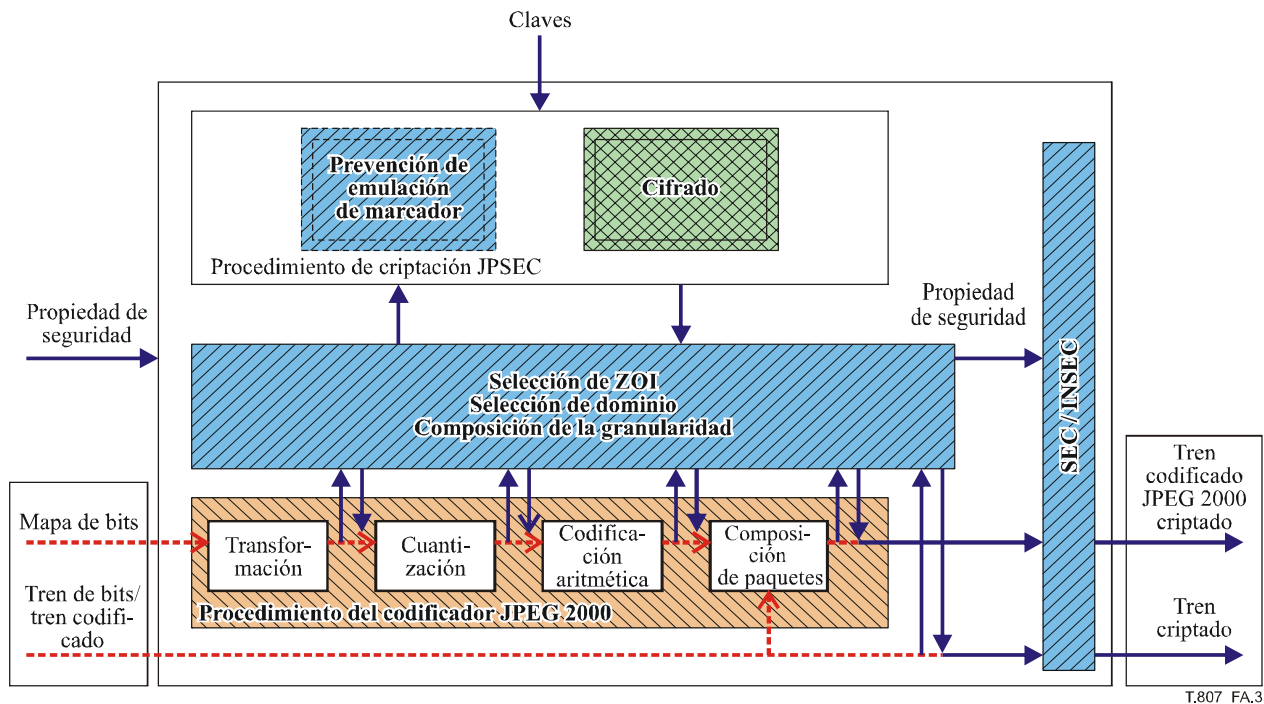 Claves
Prevención de
emulación
de marcador
Cifrado
Procedimiento de criptación JPSEC
Propiedad de
seguridad
Propiedad
de seguridad
Selección de ZOI
Selección de dominio
Composición de la granularidad
SEC / INSEC
Mapa de bits
Transfor-
mación
Cuanti-
zación
Codifica-
ción
aritmética
Composi-
ción
de paquetes
Procedimiento del codificador JPEG 2000
Tren de bits/
tren codifi-
cado
Tren
codificado
JPEG 2000
criptado
Tren
criptado
T.807_FA.3